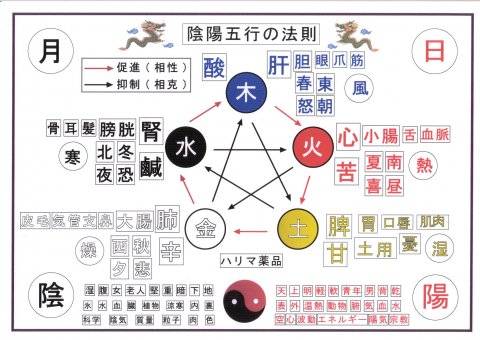 陰陽五行の法則
月
日
促進(相性)
抑制(相克)
酸
肝
胆 眼 爪 筋
春 東
怒 朝
風
木
骨 耳 髪 膀 胱
腎
寒
北 冬
夜 恐
鹹
水
火
心
小腸 舌 血脈
苦
夏 南
喜 昼
熱
皮毛 気管支 鼻 大腸 肺
燥
西 秋
夕 悲
辛
金
土
脾
胃 口唇 肌肉
甘
土用
憂
湿
ハリマ薬品
陰
湿 腹 女 老人 堅 重 暗 下 地
氷 水 血 臓 植物 涼寒 内 裏
科学 陰気 質量 粒子 肉 色
天 上 明 軽 軟 青年 男 背 乾
表 外 温熱 動物 腑 気 血 水
空 心 波動 エネルギー 陽気 宗教
陽